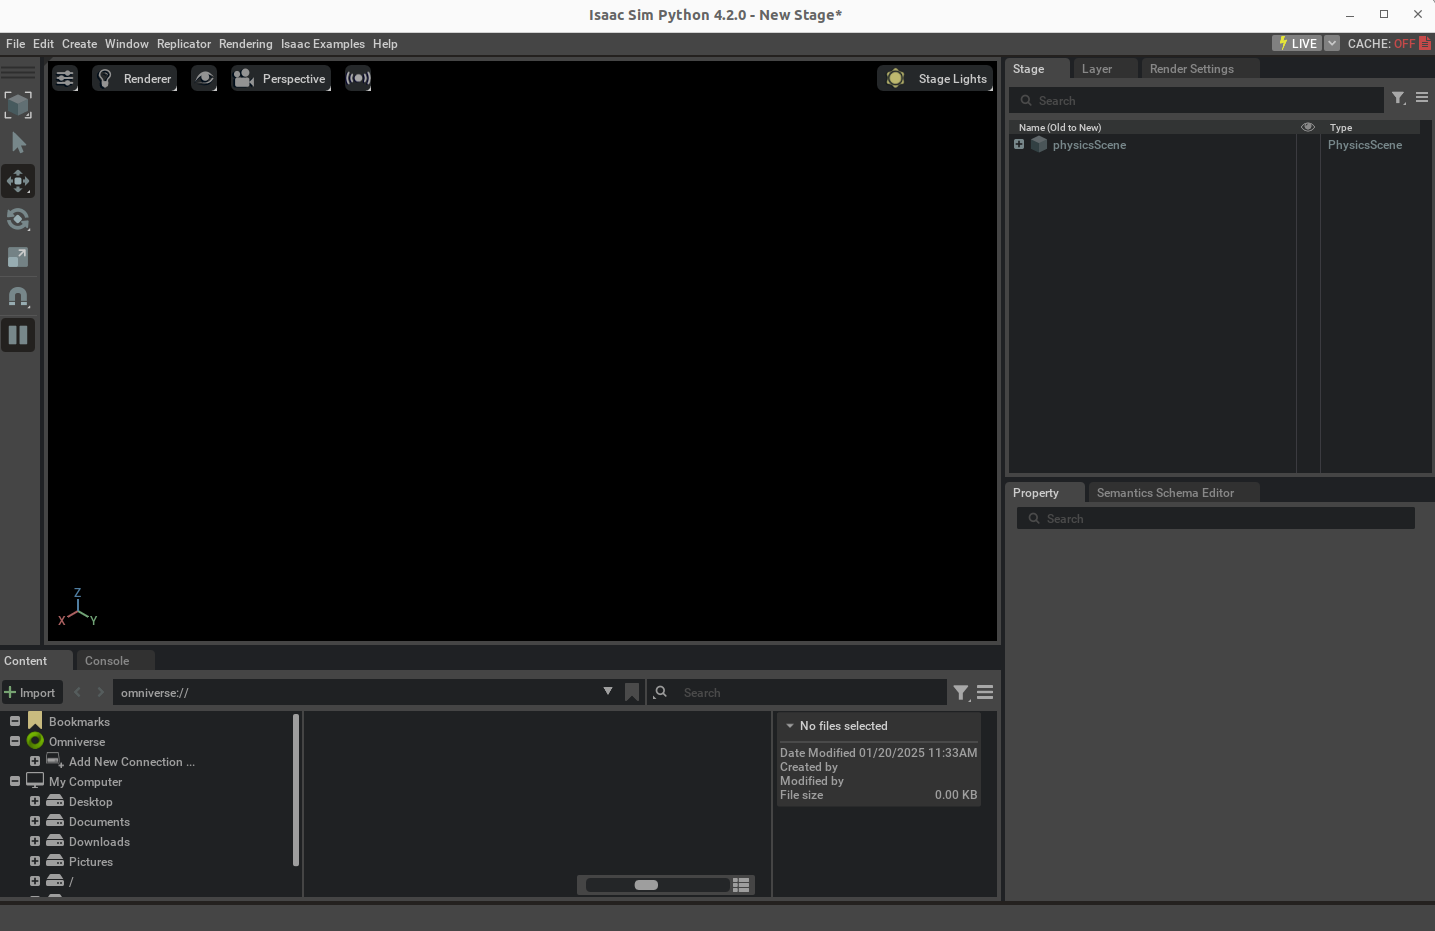 Isaac Sim Python 4.2.0 - New Stage*
File Edit Create Window Replicator Rendering Isaac Examples Help
LIVE CACHE: OFF
Renderer Perspective Stage Lights
Stage Layer Render Settings
Search
Name (Old to New) Type
physicsScene PhysicsScene
Z
X Y
Property Semantics Schema Editor
Search
Content Console
Import omniverse:// Search
Bookmarks
Omniverse
Add New Connection ...
My Computer
Desktop
Documents
Downloads
Pictures
/
No files selected
Date Modified 01/20/2025 11:33AM
Created by
Modified by
File size 0.00 KB